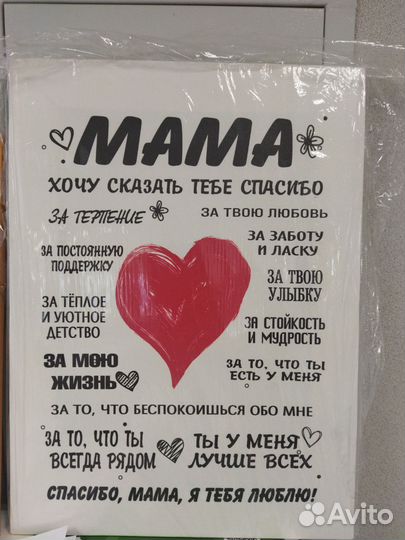 МАМА
ХОЧУ СКАЗАТЬ ТЕБЕ СПАСИБО
ЗА ТЕРПЕНИЕ
ЗА ТВОЮ ЛЮБОВЬ
ЗА ПОСТОЯННУЮ
ПОДДЕРЖКУ
ЗА ЗАБОТУ
И ЛАСКУ
ЗА ТВОЮ
УЛЫБКУ
ЗА ТЁПЛОЕ
И УЮТНОЕ
ДЕТСТВО
ЗА СТОЙКОСТЬ
И МУДРОСТЬ
ЗА МОЮ
ЖИЗНЬ
ЗА ТО, ЧТО ТЫ
ЕСТЬ У МЕНЯ
ЗА ТО, ЧТО БЕСПОКОИШЬСЯ ОБО МНЕ
ЗА ТО, ЧТО ТЫ
ВСЕГДА РЯДОМ
ТЫ У МЕНЯ
ЛУЧШЕ ВСЕХ
СПАСИБО, МАМА, Я ТЕБЯ ЛЮБЛЮ!
Avito